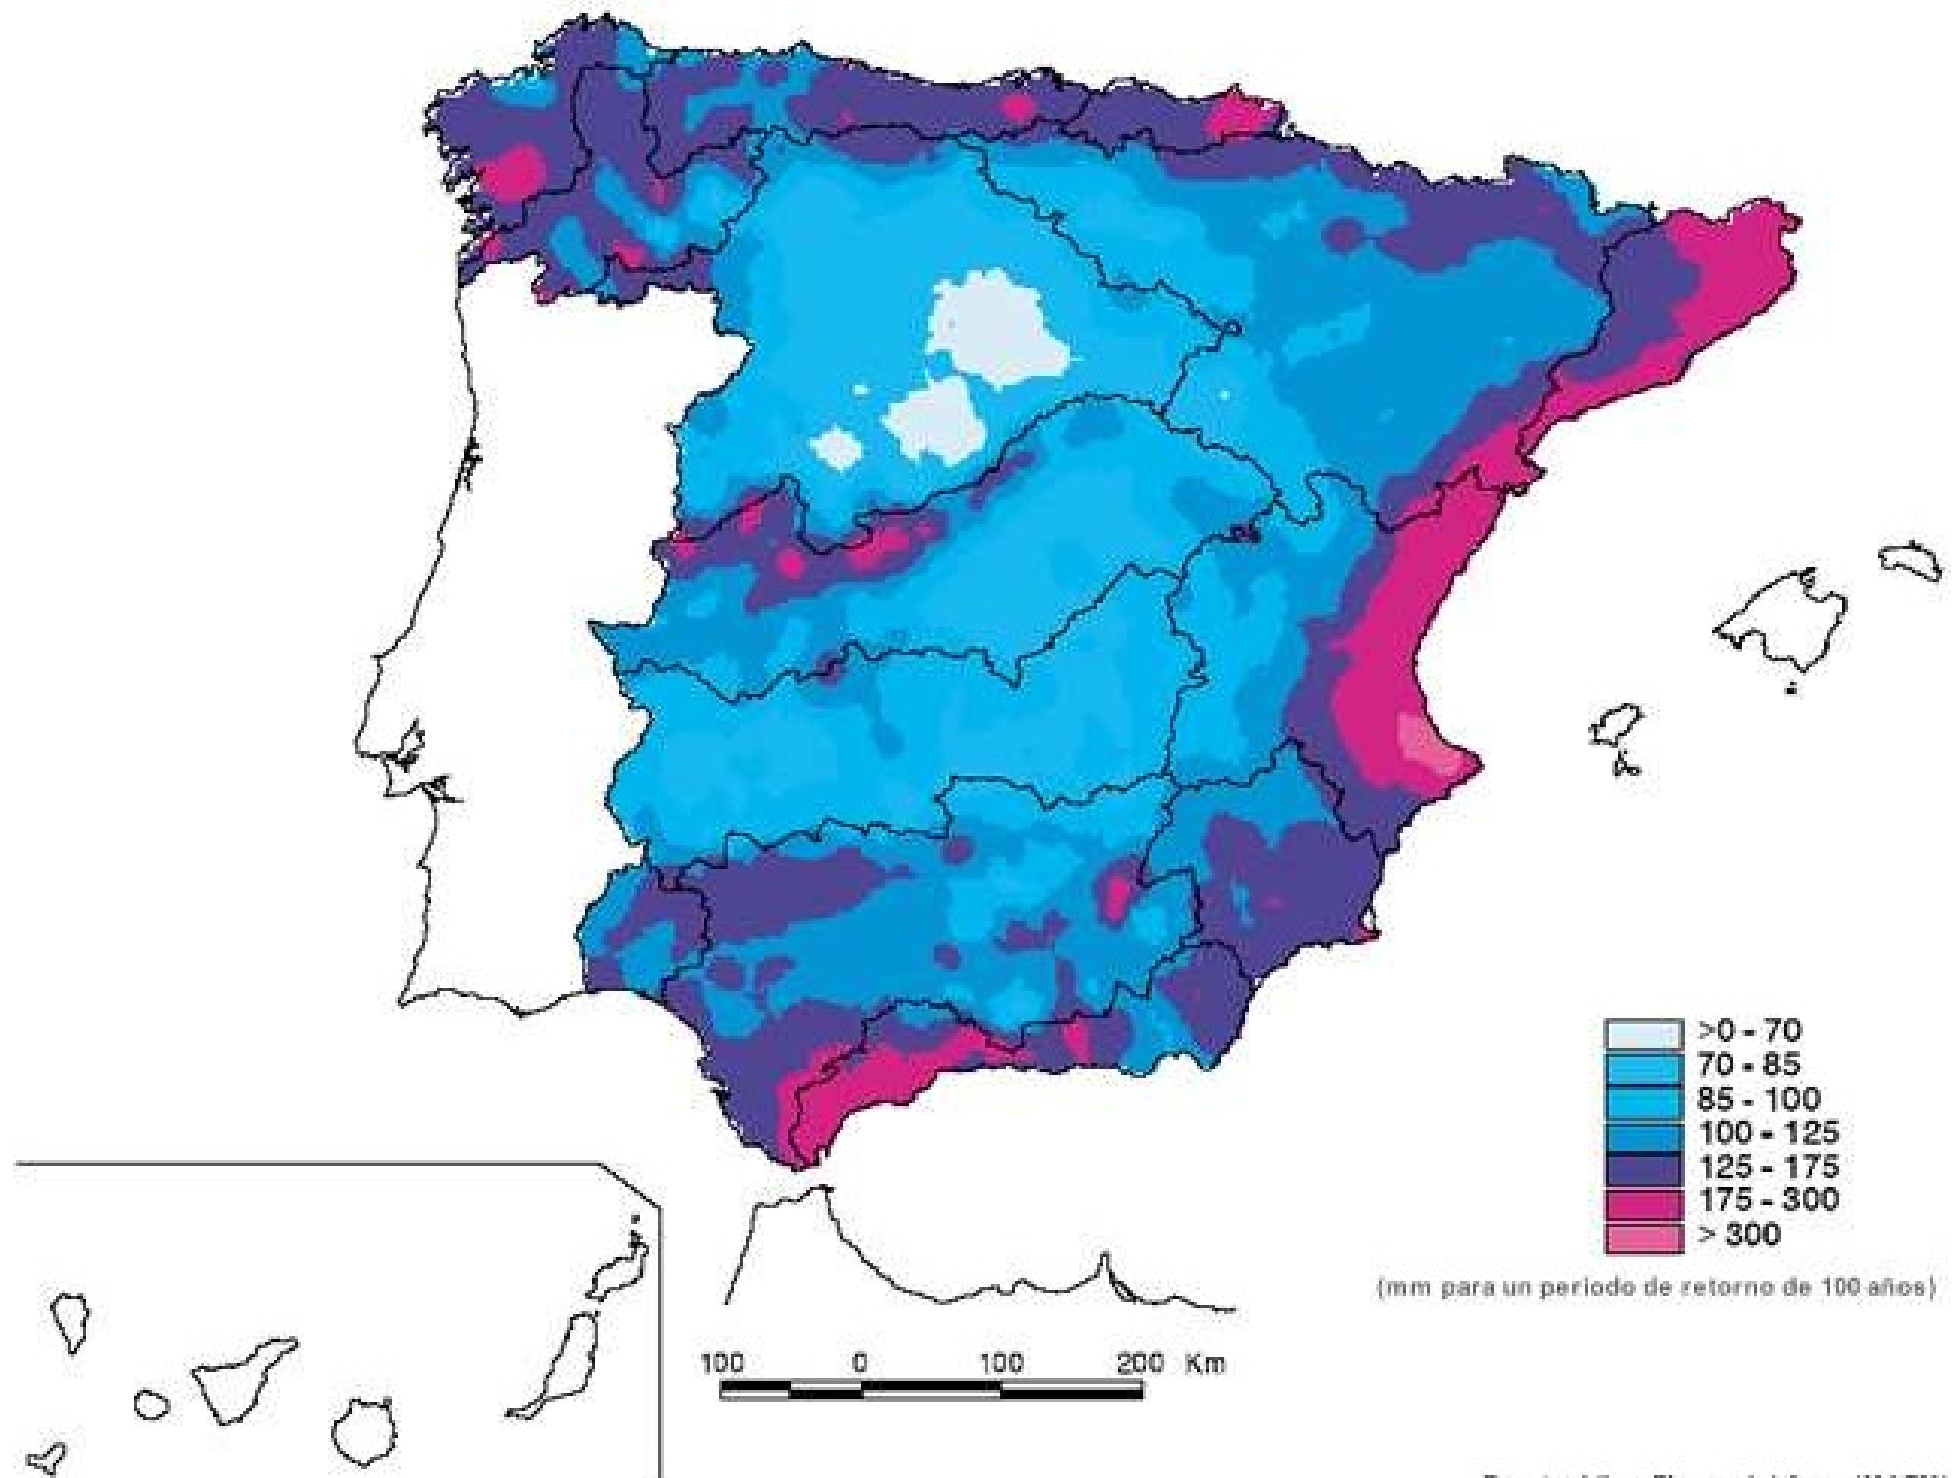 >0 - 70
70 - 85
85 - 100
100 - 125
125 - 175
175 - 300
> 300
(mm para un periodo de retorno de 100 años)
100 0 100 200 Km